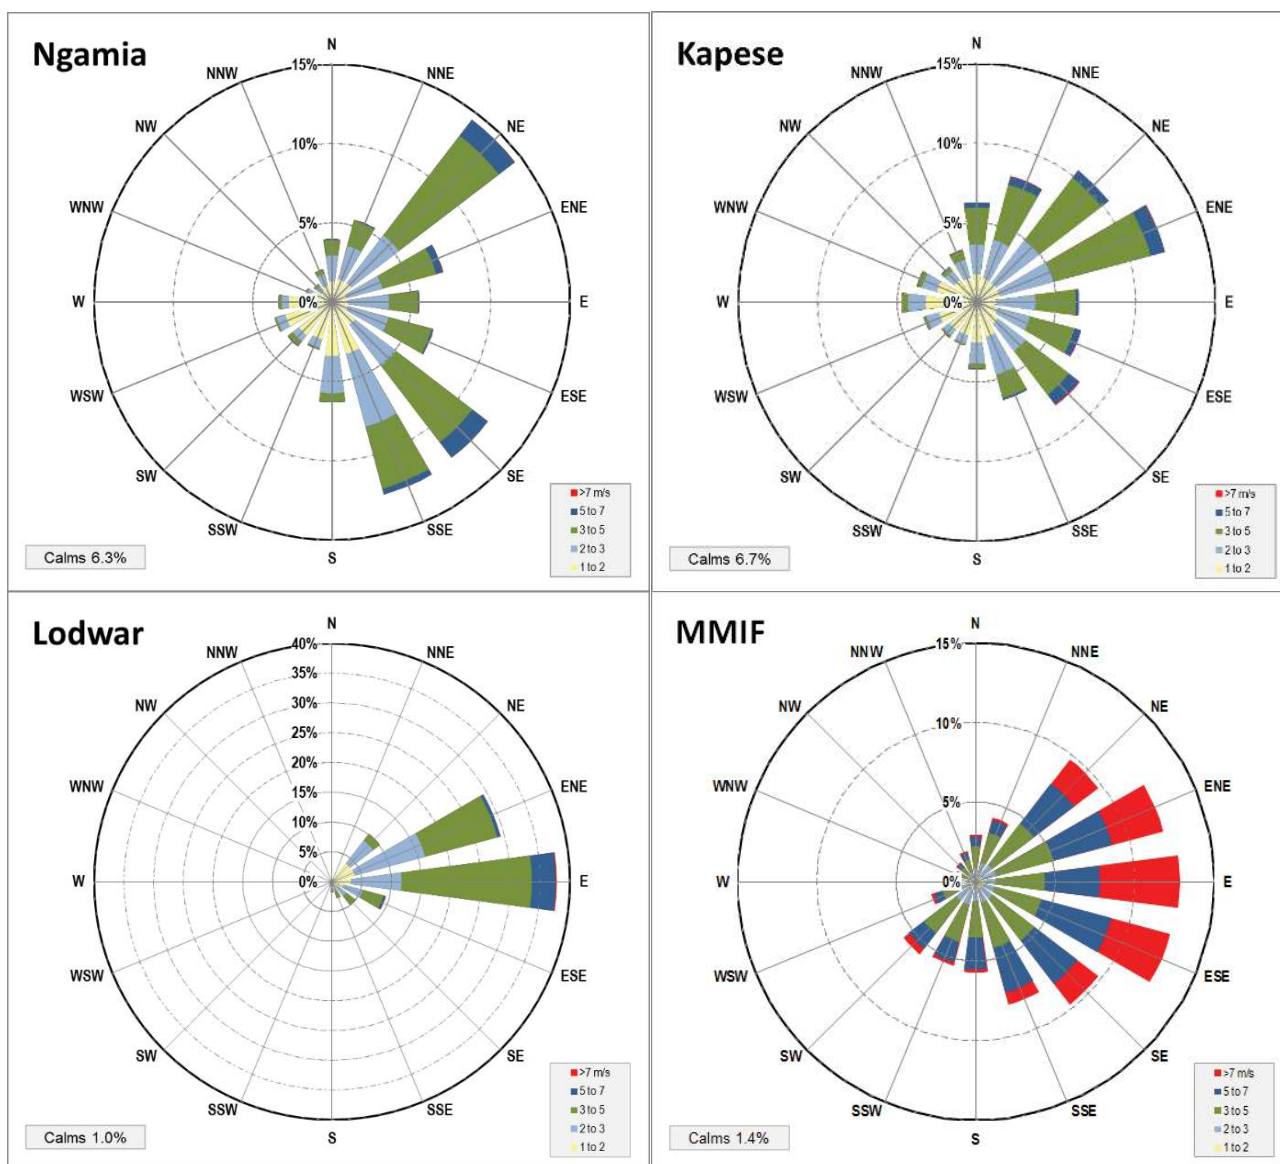 Ngamia
N
NNE
NE
ENE
E
ESE
SE
SSE
S
SSW
SW
WSW
W
WNW
NW
NNW
15%
10%
5%
0%
Calms 6.3%
>7 m/s
5 to 7
3 to 5
2 to 3
1 to 2
Kapese
N
NNE
NE
ENE
E
ESE
SE
SSE
S
SSW
SW
WSW
W
WNW
NW
NNW
15%
10%
5%
0%
Calms 6.7%
>7 m/s
5 to 7
3 to 5
2 to 3
1 to 2
Lodwar
N
NNE
NE
ENE
E
ESE
SE
SSE
S
SSW
SW
WSW
W
WNW
NW
NNW
40%
35%
30%
25%
20%
15%
10%
5%
0%
Calms 1.0%
>7 m/s
5 to 7
3 to 5
2 to 3
1 to 2
MMIF
N
NNE
NE
ENE
E
ESE
SE
SSE
S
SSW
SW
WSW
W
WNW
NW
NNW
15%
10%
5%
0%
Calms 1.4%
>7 m/s
5 to 7
3 to 5
2 to 3
1 to 2